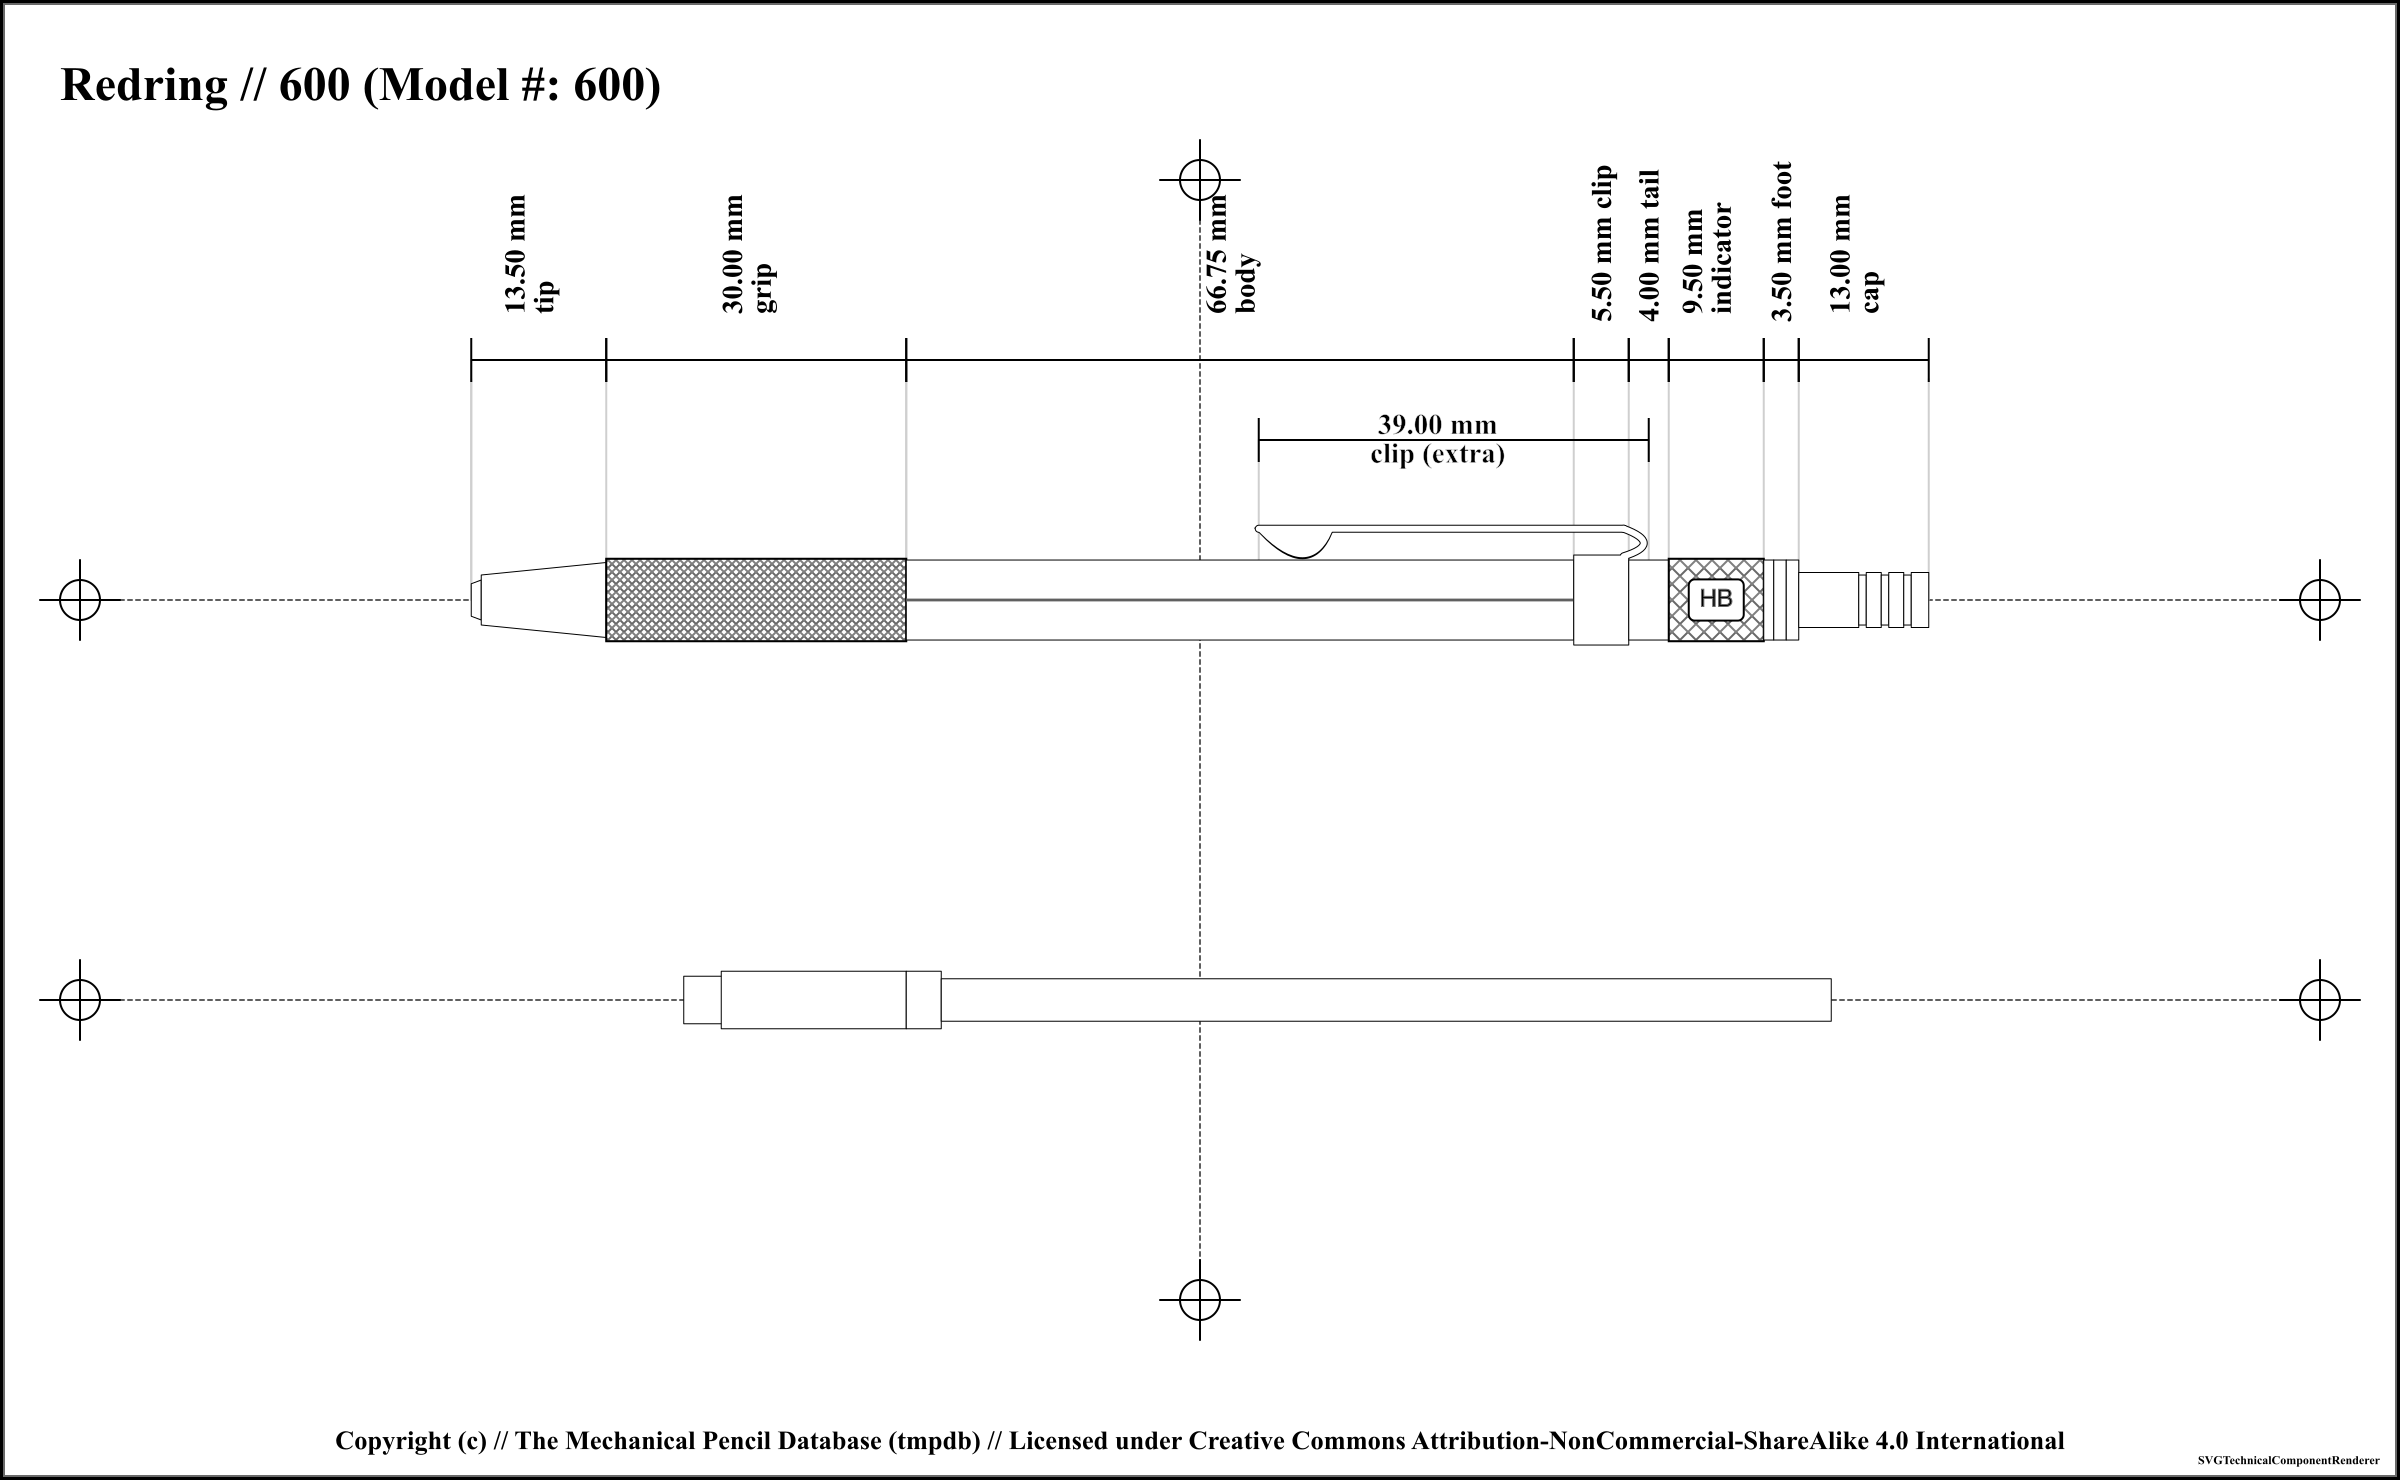 Redring // 600 (Model #: 600)
13.50 mm
tip
30.00 mm
grip
66.75 mm
body
5.50 mm clip
4.00 mm tail
9.50 mm
indicator
3.50 mm foot
13.00 mm
cap
39.00 mm
clip (extra)
HB
Copyright (c) // The Mechanical Pencil Database (tmpdb) // Licensed under Creative Commons Attribution-NonCommercial-ShareAlike 4.0 International
SVGTechnicalComponentRenderer